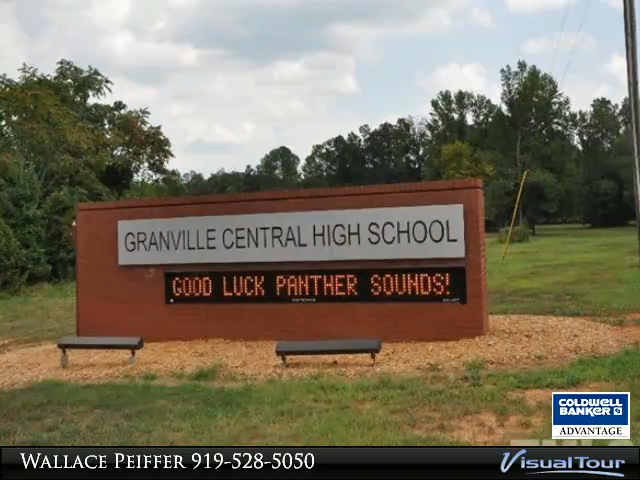 GRANVILLE CENTRAL HIGH SCHOOL
GOOD LUCK PANTHER SOUNDS!
COLDWELL
BANKER
ADVANTAGE
WALLACE PEIFFER 919-528-5050
VisualTour